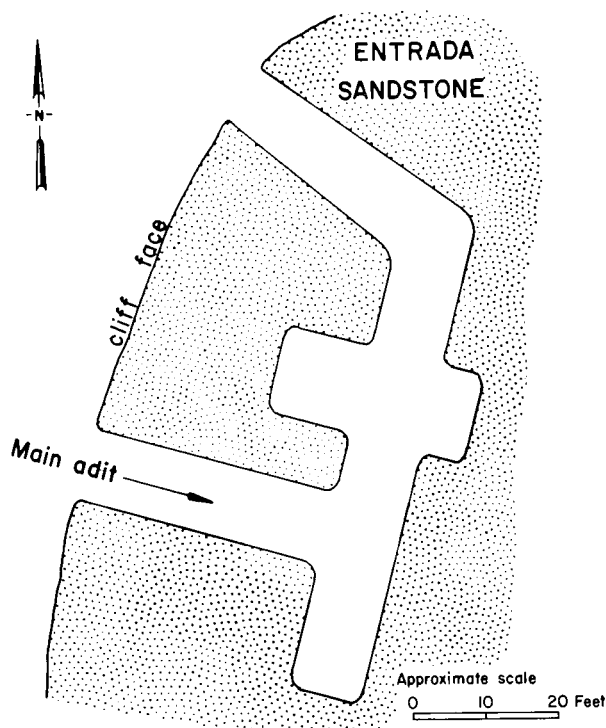 ENTRADA
SANDSTONE
-N-
cliff face
Main adit
Approximate scale
0 10 20 Feet